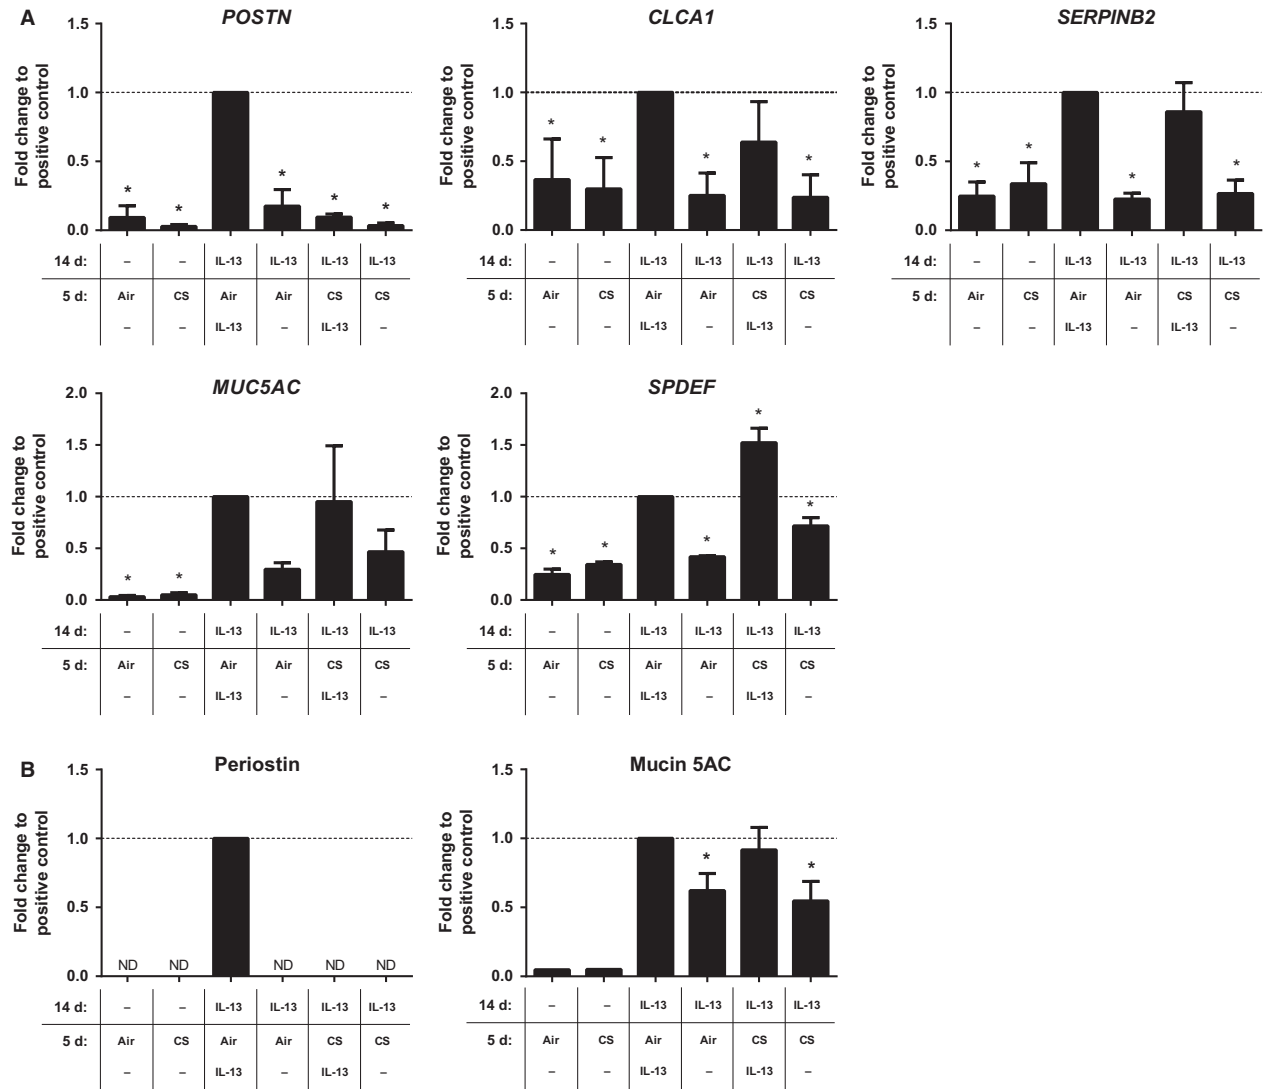 A
POSTN
Fold change to
positive control
1.5
1.0
0.5
0.0
* * * * *
14 d: – – IL-13 IL-13 IL-13 IL-13
5 d: Air CS Air Air CS CS
– – IL-13 – IL-13 –
CLCA1
Fold change to
positive control
1.5
1.0
0.5
0.0
* * * *
14 d: – – IL-13 IL-13 IL-13 IL-13
5 d: Air CS Air Air CS CS
– – IL-13 – IL-13 –
SERPINB2
Fold change to
positive control
1.5
1.0
0.5
0.0
* * * *
14 d: – – IL-13 IL-13 IL-13 IL-13
5 d: Air CS Air Air CS CS
– – IL-13 – IL-13 –
MUC5AC
Fold change to
positive control
2.0
1.5
1.0
0.5
0.0
* *
14 d: – – IL-13 IL-13 IL-13 IL-13
5 d: Air CS Air Air CS CS
– – IL-13 – IL-13 –
SPDEF
Fold change to
positive control
2.0
1.5
1.0
0.5
0.0
* * * * *
14 d: – – IL-13 IL-13 IL-13 IL-13
5 d: Air CS Air Air CS CS
– – IL-13 – IL-13 –
B
Periostin
Fold change to
positive control
1.5
1.0
0.5
0.0
ND ND ND ND ND
14 d: – – IL-13 IL-13 IL-13 IL-13
5 d: Air CS Air Air CS CS
– – IL-13 – IL-13 –
Mucin 5AC
Fold change to
positive control
1.5
1.0
0.5
0.0
* *
14 d: – – IL-13 IL-13 IL-13 IL-13
5 d: Air CS Air Air CS CS
– – IL-13 – IL-13 –